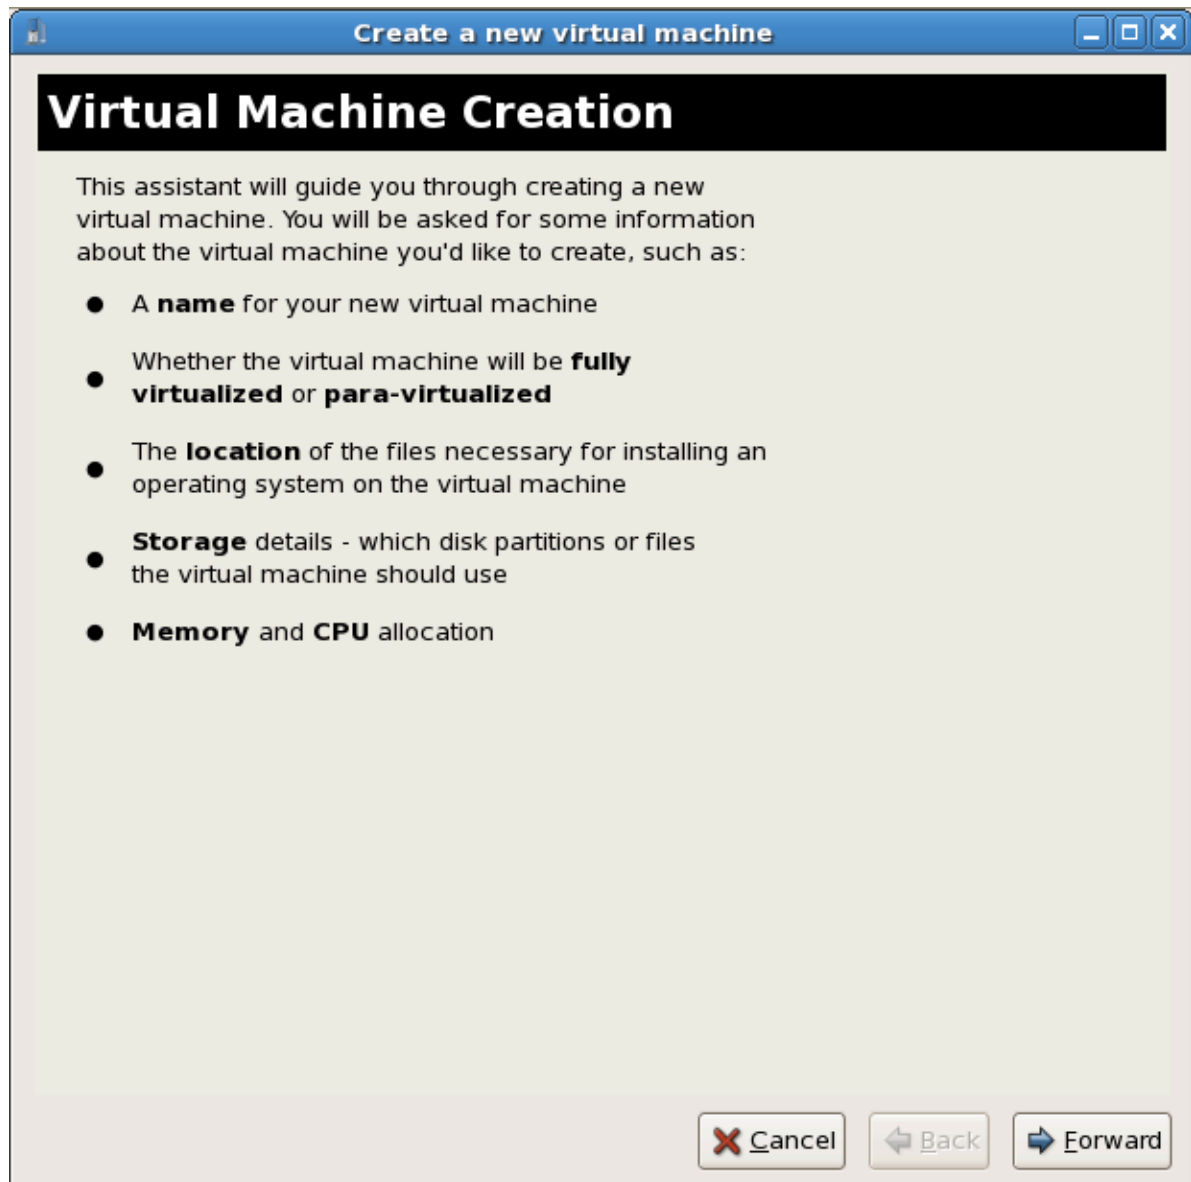 Create a new virtual machine
Virtual Machine Creation
This assistant will guide you through creating a new
virtual machine. You will be asked for some information
about the virtual machine you'd like to create, such as:
● A name for your new virtual machine
● Whether the virtual machine will be fully
virtualized or para-virtualized
● The location of the files necessary for installing an
operating system on the virtual machine
● Storage details - which disk partitions or files
the virtual machine should use
● Memory and CPU allocation
Cancel Back Forward